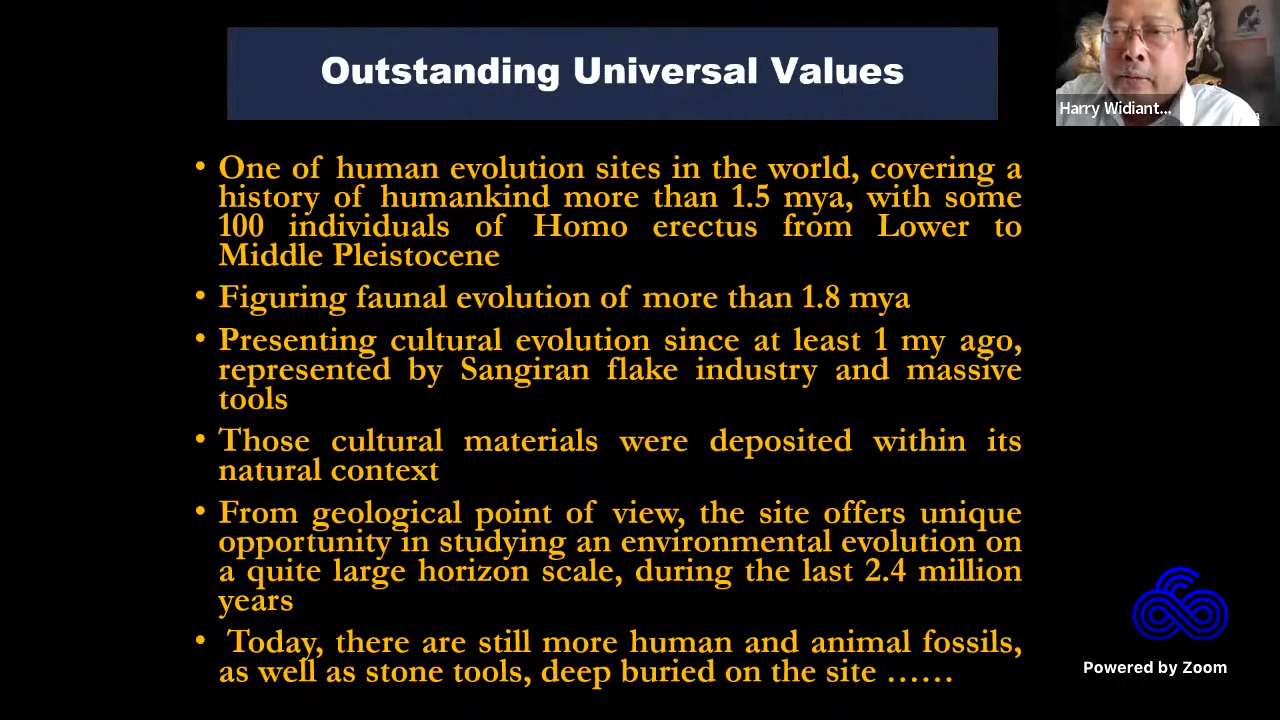 Outstanding Universal Values
Harry Widiant...
• One of human evolution sites in the world, covering a
history of humankind more than 1.5 mya, with some
100 individuals of Homo erectus from Lower to
Middle Pleistocene
• Figuring faunal evolution of more than 1.8 mya
• Presenting cultural evolution since at least 1 my ago,
represented by Sangiran flake industry and massive
tools
• Those cultural materials were deposited within its
natural context
• From geological point of view, the site offers unique
opportunity in studying an environmental evolution on
a quite large horizon scale, during the last 2.4 million
years
• Today, there are still more human and animal fossils,
as well as stone tools, deep buried on the site ……
Powered by Zoom